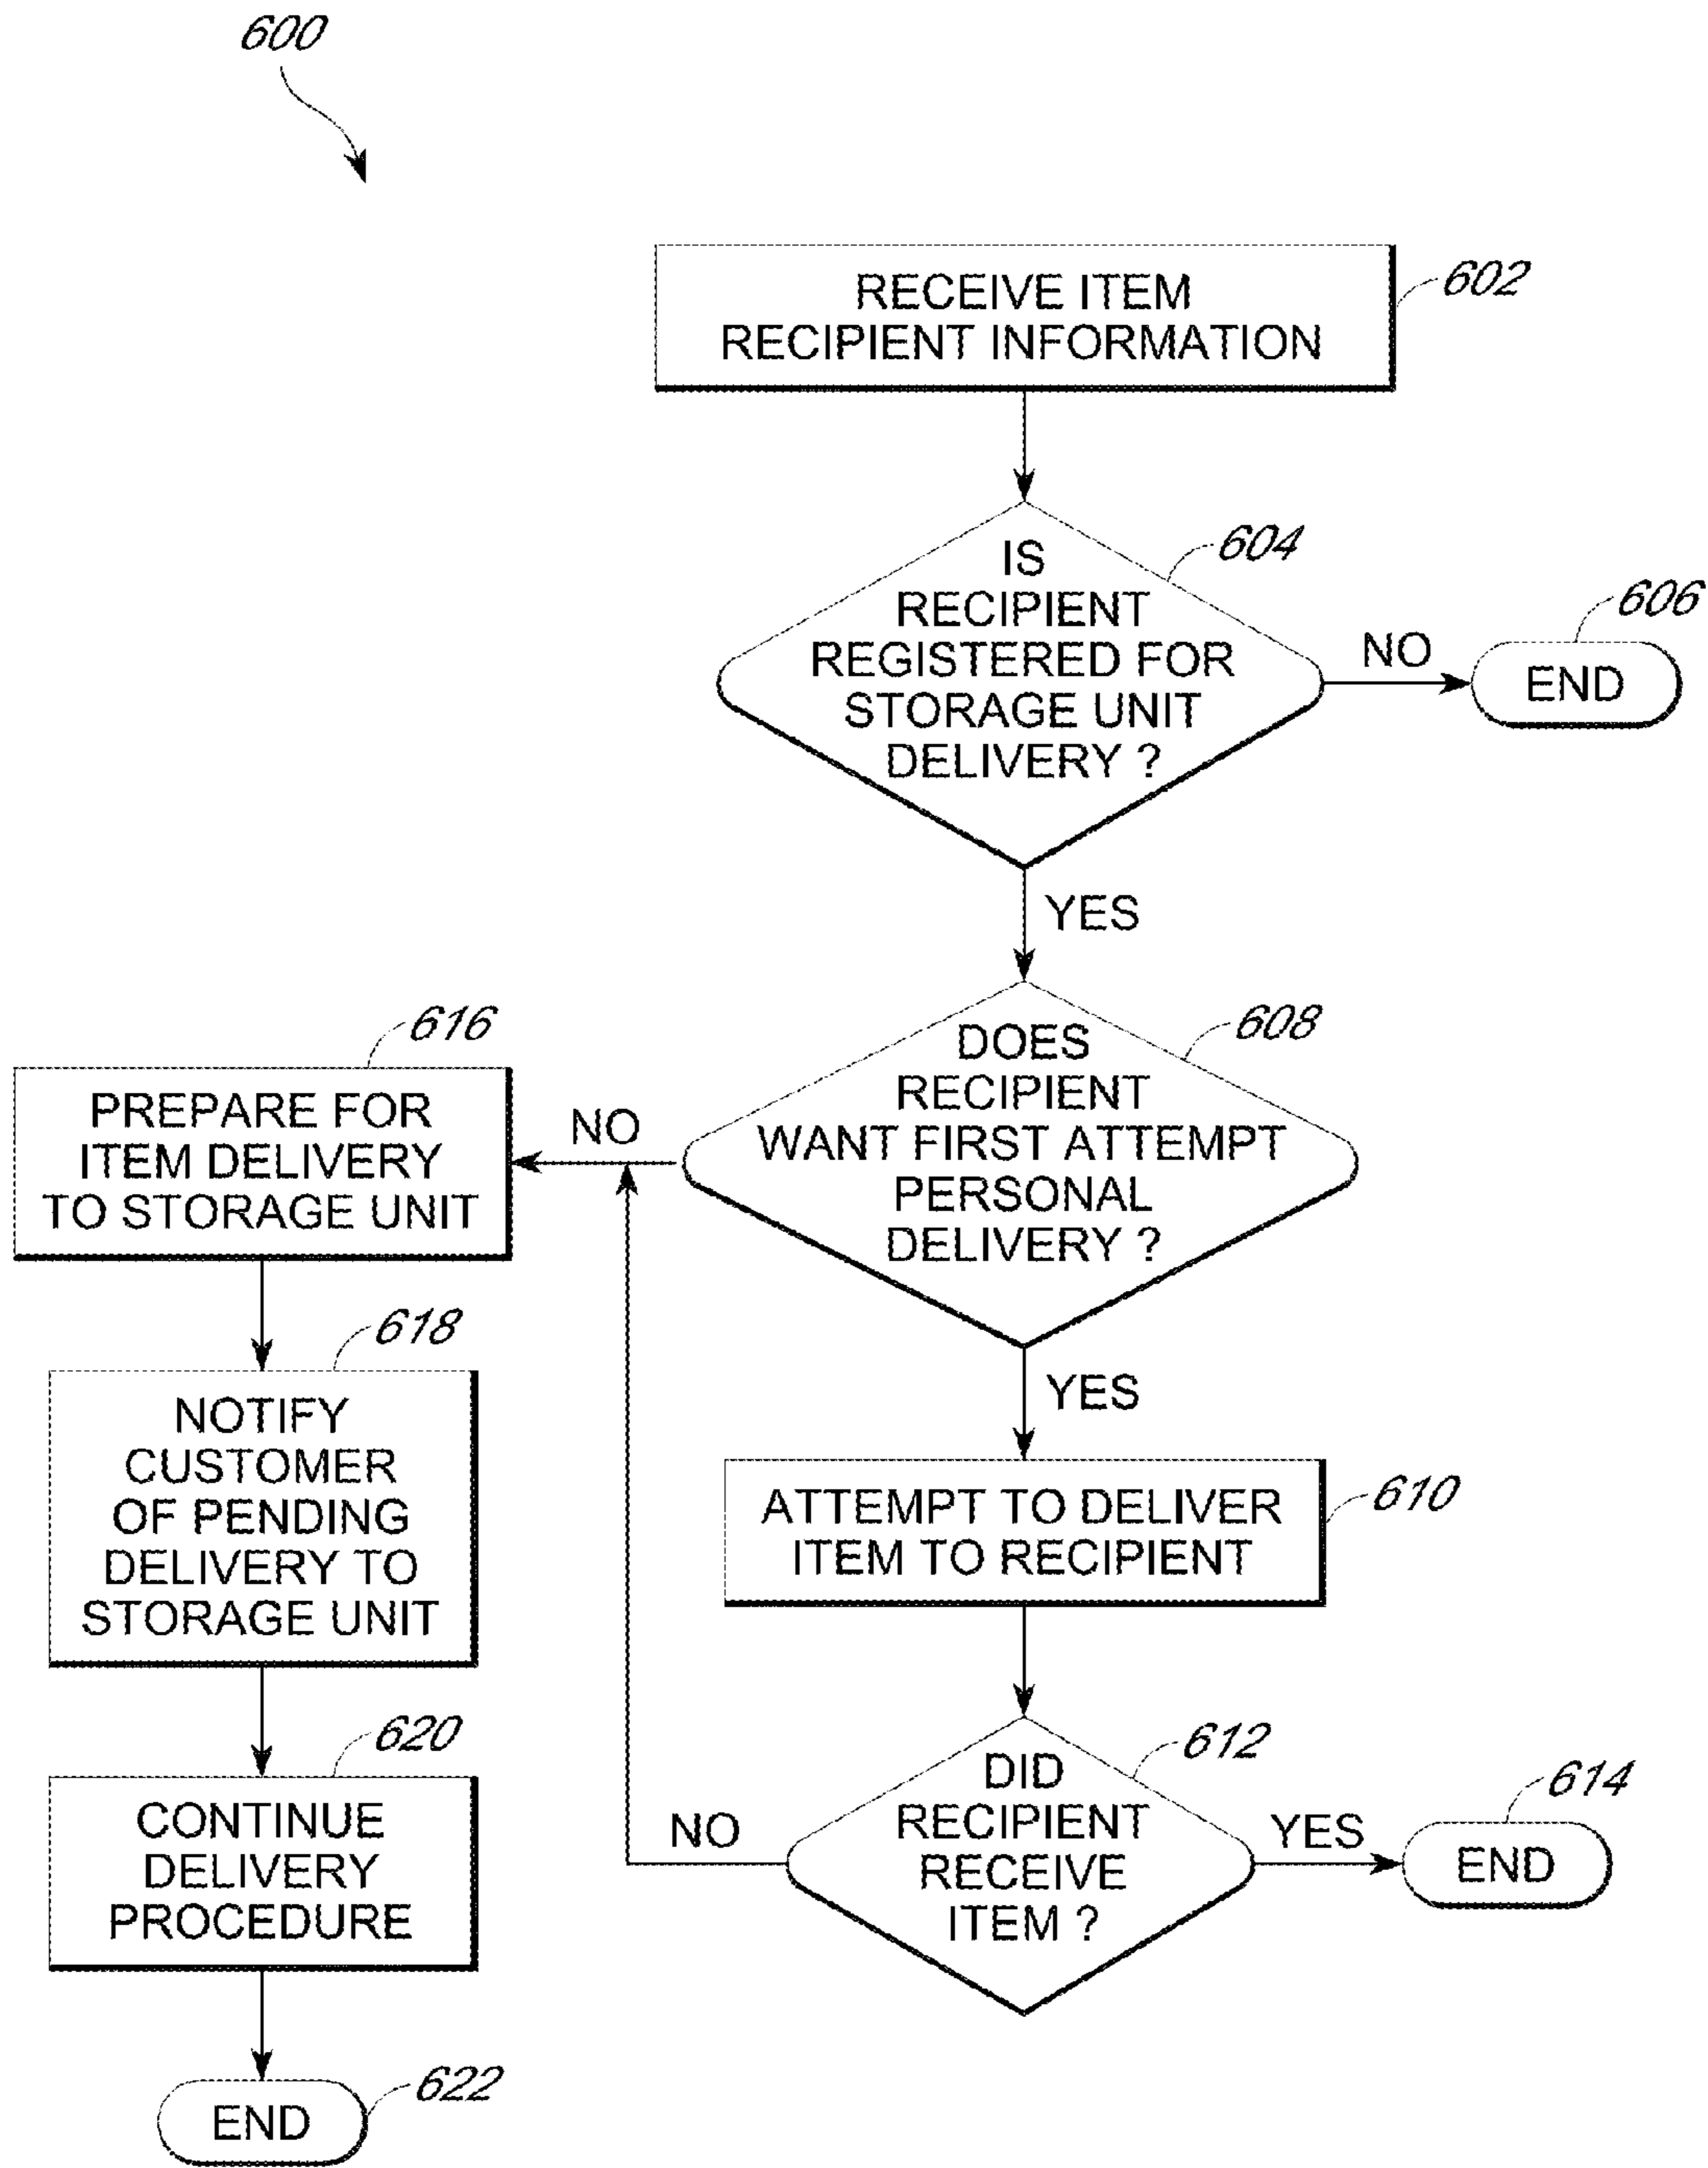 600
RECEIVE ITEM
RECIPIENT INFORMATION
602
IS
RECIPIENT
REGISTERED FOR
STORAGE UNIT
DELIVERY ?
604
NO
END
606
YES
DOES
RECIPIENT
WANT FIRST ATTEMPT
PERSONAL
DELIVERY ?
608
NO
616
PREPARE FOR
ITEM DELIVERY
TO STORAGE UNIT
618
NOTIFY
CUSTOMER
OF PENDING
DELIVERY TO
STORAGE UNIT
620
CONTINUE
DELIVERY
PROCEDURE
END
622
YES
ATTEMPT TO DELIVER
ITEM TO RECIPIENT
610
DID
RECIPIENT
RECEIVE
ITEM ?
612
NO
YES
END
614